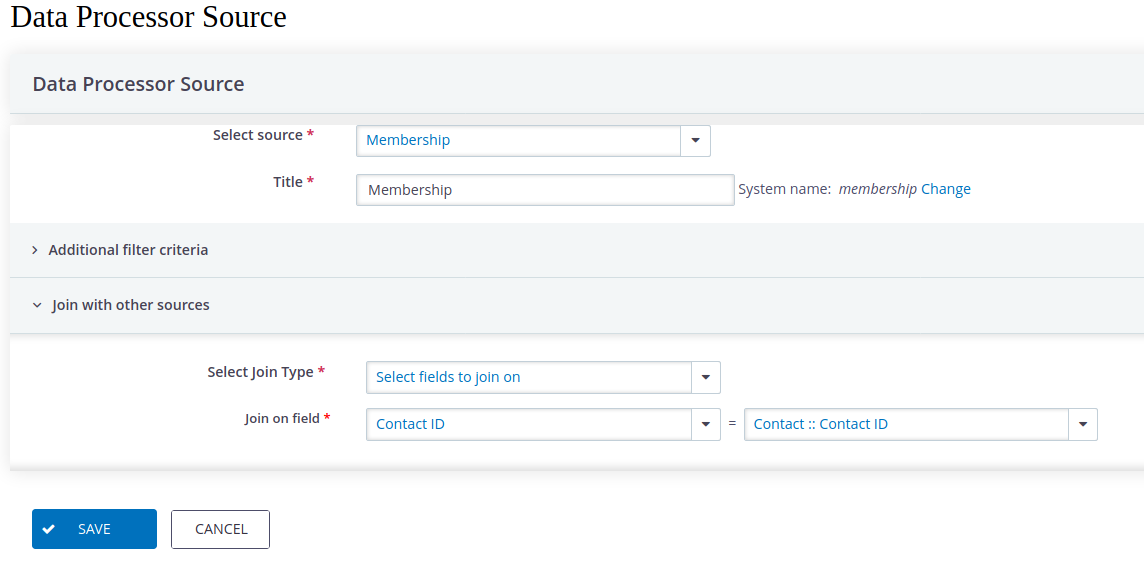 Data Processor Source
Data Processor Source
Select source *
Membership
Title *
Membership
System name: membership Change
Additional filter criteria
Join with other sources
Select Join Type *
Select fields to join on
Join on field *
Contact ID
=
Contact :: Contact ID
SAVE
CANCEL